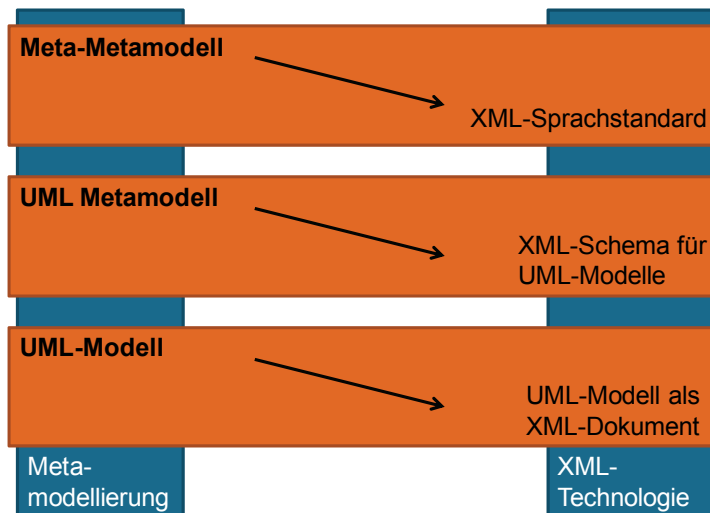 Meta-Metamodell
XML-Sprachstandard
UML Metamodell
XML-Schema für
UML-Modelle
UML-Modell
UML-Modell als
XML-Dokument
Meta-
modellierung
XML-
Technologie